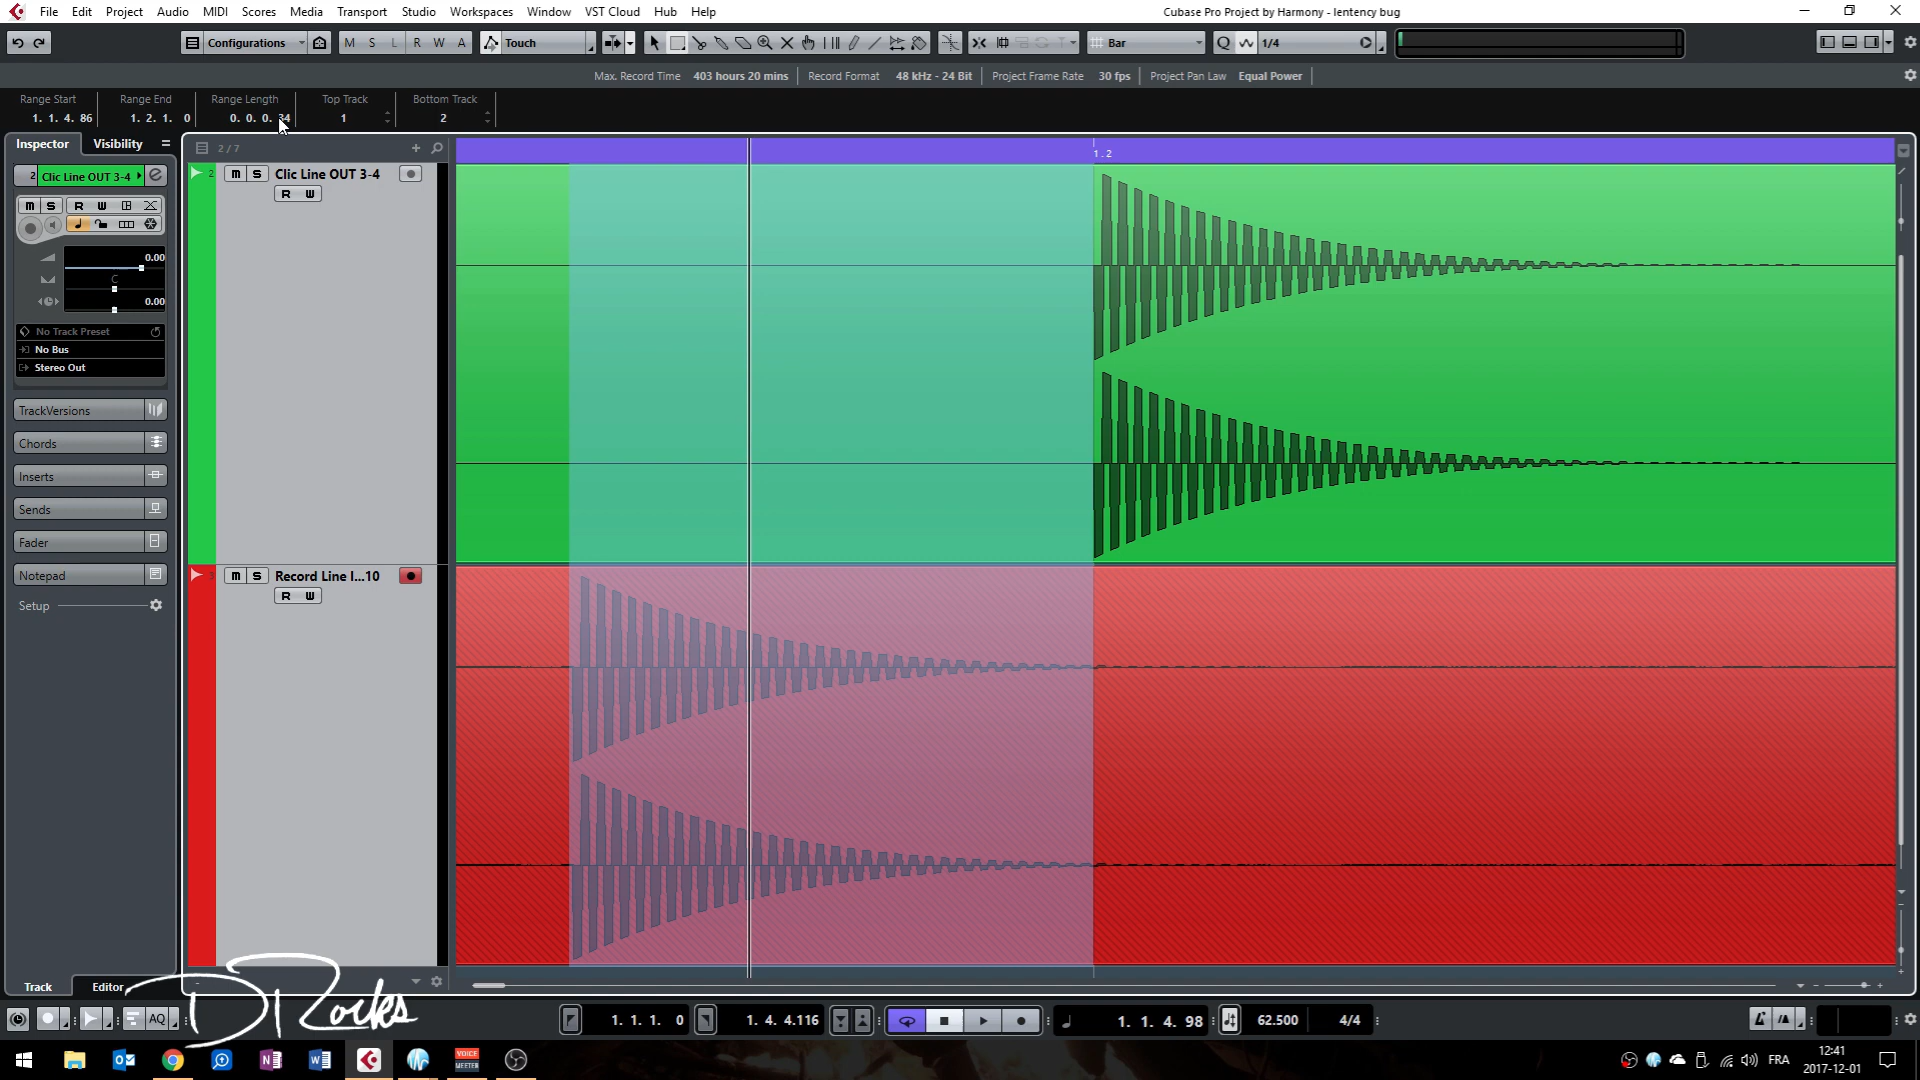 File Edit Project Audio MIDI Scores Media Transport Studio Workspaces Window VST Cloud Hub Help
Cubase Pro Project by Harmony - lentency bug
Configurations M S L R W A Touch Bar Q 1/4
Max. Record Time 403 hours 20 mins Record Format 48 kHz - 24 Bit Project Frame Rate 30 fps Project Pan Law Equal Power
Range Start Range End Range Length Top Track Bottom Track
1. 1. 4. 86 1. 2. 1. 0 0. 0. 0. 34 1 2
Inspector Visibility
2 / 7
1.2
2 Clic Line OUT 3-4 e
2 m s Clic Line OUT 3-4
R W
m s R W
0.00
C
0.00
No Track Preset
No Bus
Stereo Out
TrackVersions
Chords
Inserts
Sends
Fader
Notepad
Setup
3 m s Record Line I...10
R W
Track Editor
DRocks
AQ
1. 1. 1. 0 1. 4. 4.116 1. 1. 4. 98 62.500 4/4
VOICE
MEETER
FRA
12:41
2017-12-01